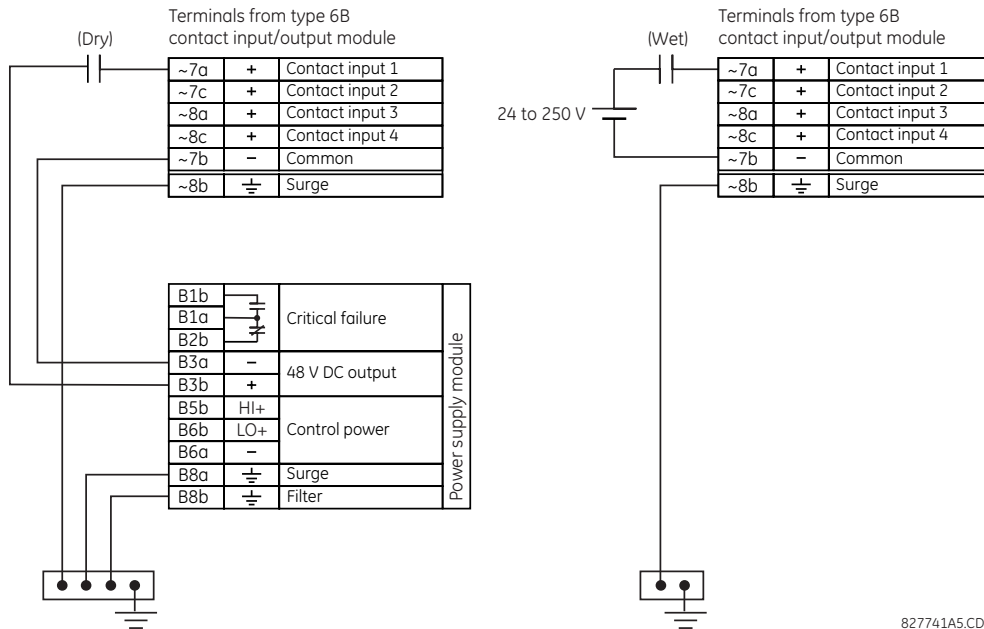 Terminals from type 6B
contact input/output module
(Dry)
~7a + Contact input 1
~7c + Contact input 2
~8a + Contact input 3
~8c + Contact input 4
~7b – Common
~8b Surge
B1b
B1a Critical failure
B2b
B3a –
48 V DC output
B3b +
B5b HI+
B6b LO+ Control power
B6a –
B8a Surge
B8b Filter
Power supply module
Terminals from type 6B
contact input/output module
(Wet)
24 to 250 V
~7a + Contact input 1
~7c + Contact input 2
~8a + Contact input 3
~8c + Contact input 4
~7b – Common
~8b Surge
827741A5.CD